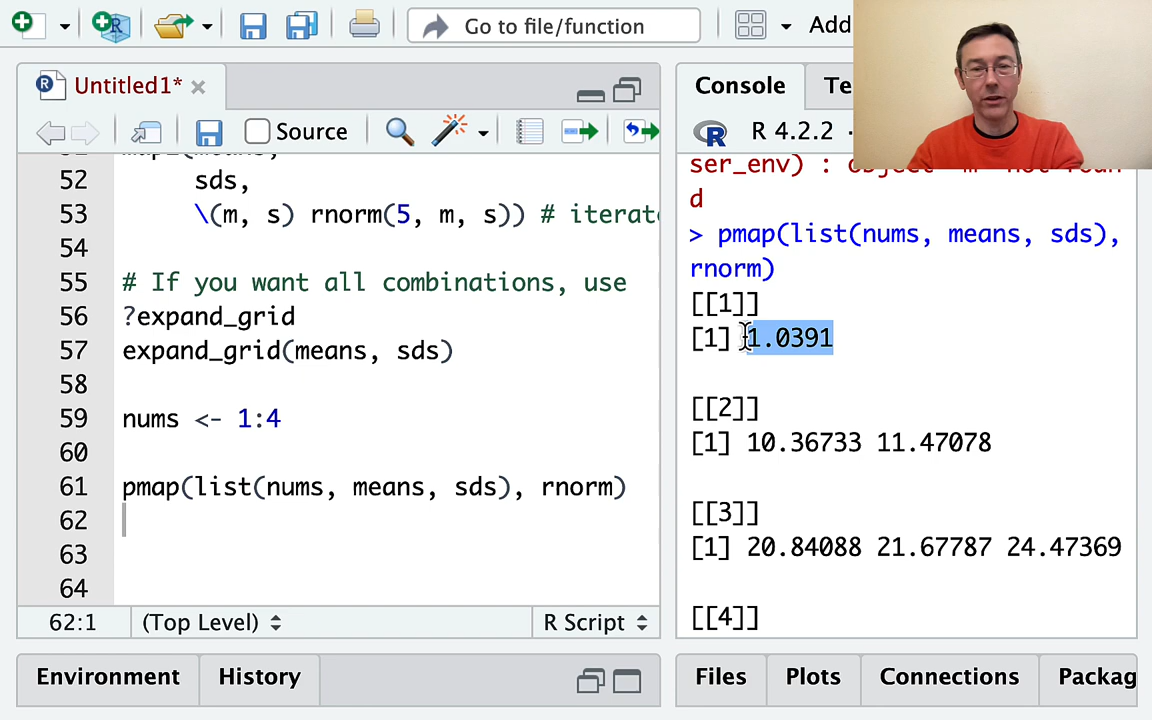 Go to file/function
Add
Untitled1*
Source
52 sds,
53 \(m, s) rnorm(5, m, s)) # iterate
54
55 # If you want all combinations, use
56 ?expand_grid
57 expand_grid(means, sds)
58
59 nums <- 1:4
60
61 pmap(list(nums, means, sds), rnorm)
62
63
64
62:1 (Top Level) R Script
Environment History
Console Te
R 4.2.2 ·
d
> pmap(list(nums, means, sds),
rnorm)
[[1]]
[1] 1.0391
[[2]]
[1] 10.36733 11.47078
[[3]]
[1] 20.84088 21.67787 24.47369
[[4]]
Files Plots Connections Packag